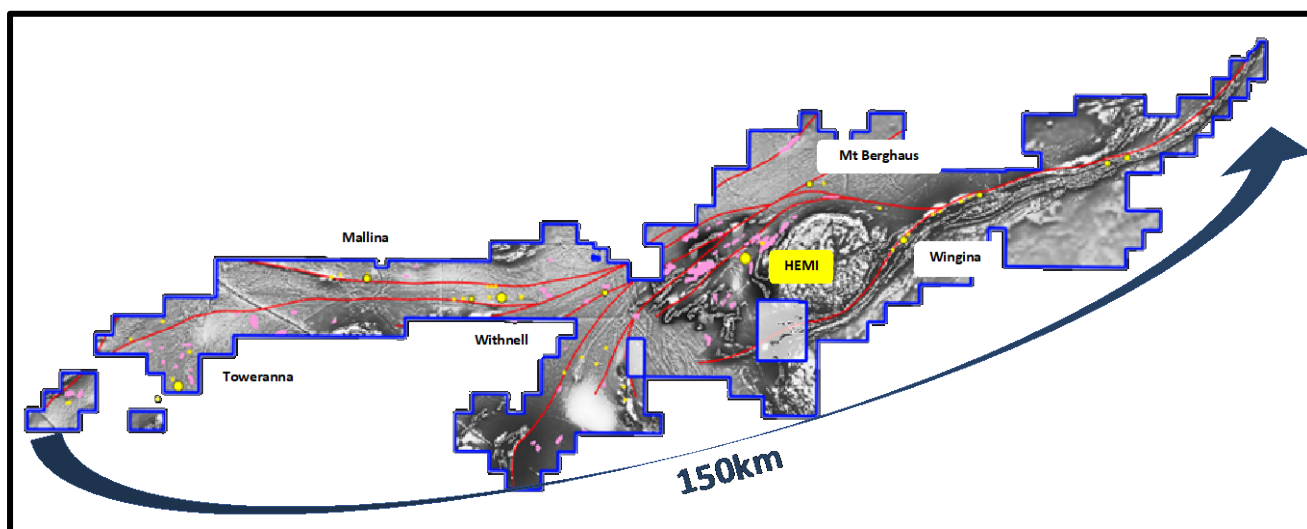 Mt Berghaus
Mallina
HEMI
Wingina
Withnell
Toweranna
150km